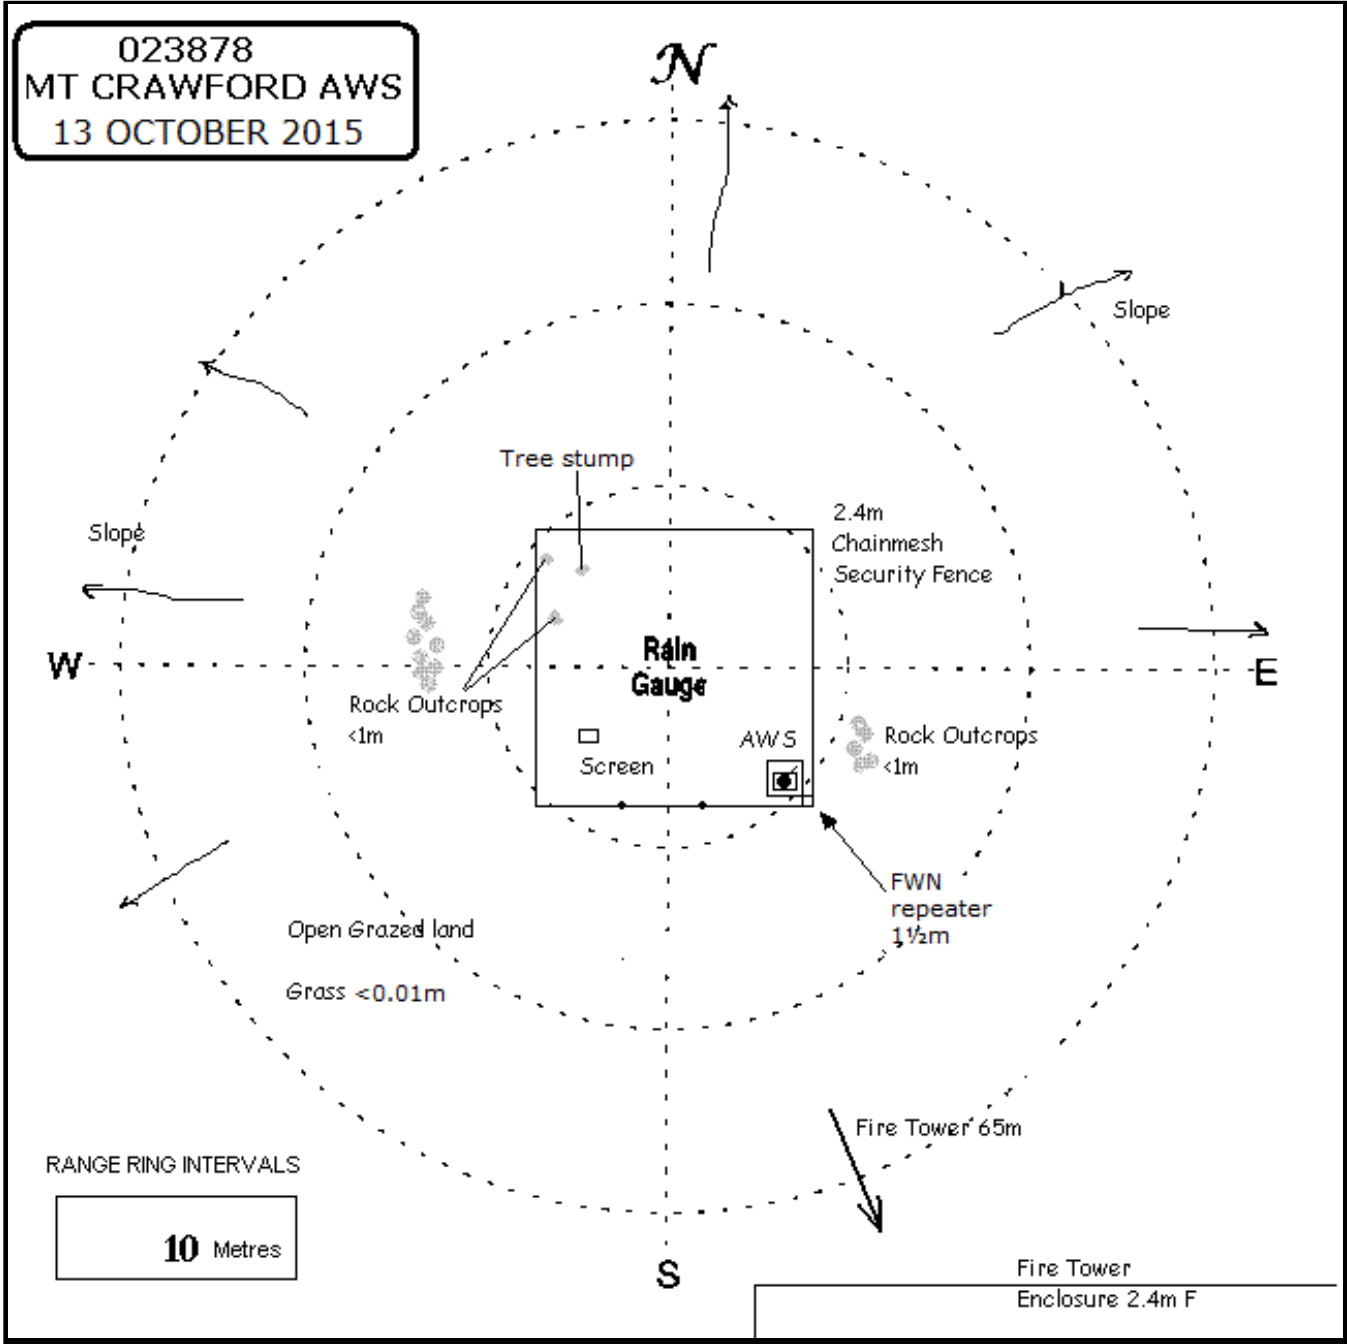 023878
MT CRAWFORD AWS
13 OCTOBER 2015
N
Slope
Tree stump
2.4m
Chainmesh
Security Fence
Slope
W
Rain
Gauge
E
Rock Outcrops
<1m
AWS
Rock Outcrops
<1m
Screen
FWN
repeater
1½m
Open Grazed land
Grass <0.01m
Fire Tower 65m
RANGE RING INTERVALS
10 Metres
S
Fire Tower
Enclosure 2.4m F